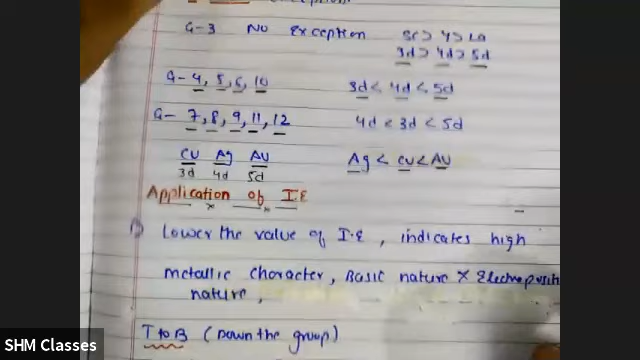 G-3 No Exception Sc > Y > La
3d > 4d > 5d
G- 4, 5, 6, 10 3d < 4d < 5d
G- 7, 8, 9, 11, 12 4d < 3d < 5d
CU Ag AU Ag < CU < AU
3d 4d 5d
Application of I.E
1) Lower the value of I.E, indicates high
metallic character, Basic nature & Electropositi
nature,
T to B (Down the group)
SHM Classes